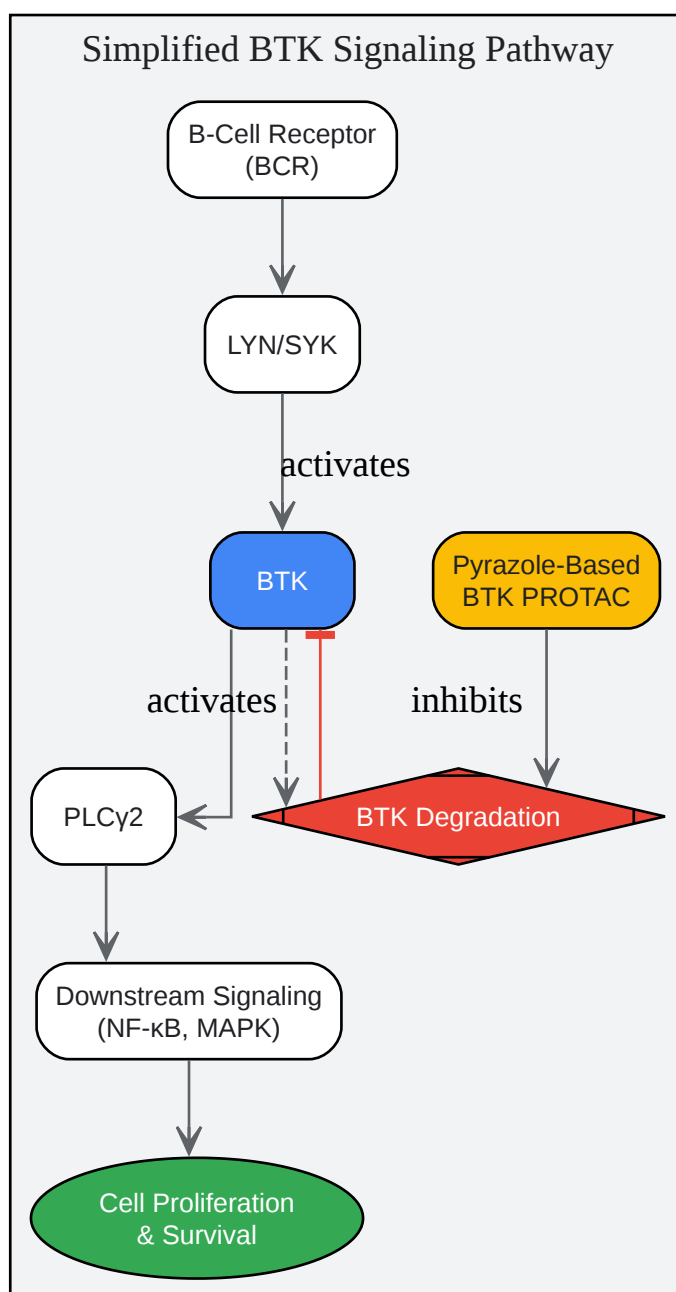 Simplified BTK Signaling Pathway
B-Cell Receptor
(BCR)
LYN/SYK
activates
BTK
Pyrazole-Based
BTK PROTAC
activates
inhibits
PLCγ2
BTK Degradation
Downstream Signaling
(NF-κB, MAPK)
Cell Proliferation
& Survival